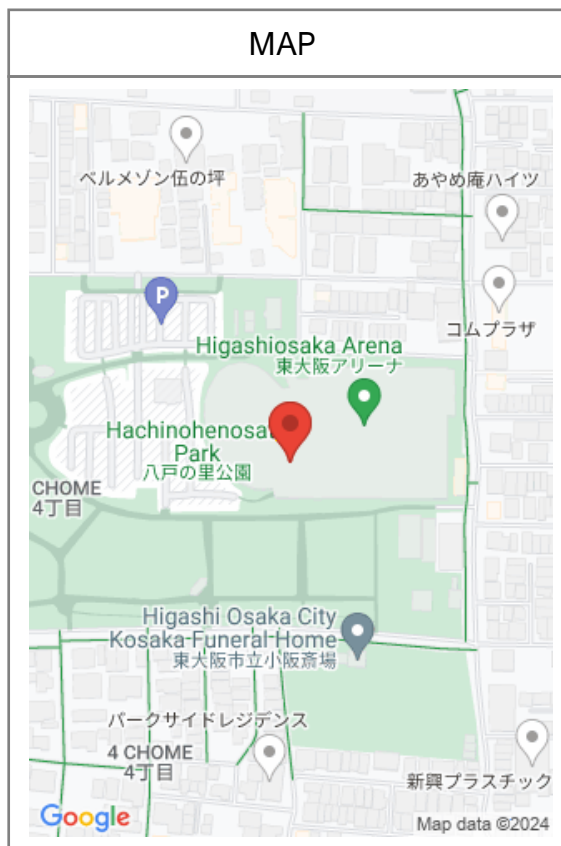 MAP
ベルメゾン伍の坪
あやめ庵ハイツ
P
コムプラザ
Higashiosaka Arena
東大阪アリーナ
Hachinohenosat
Park
八戸の里公園
CHOME
4丁目
Higashi Osaka City
Kosaka Funeral Home
東大阪市立小阪斎場
パークサイドレジデンス
4 CHOME
4丁目
新興プラスチック
Google
Map data ©2024